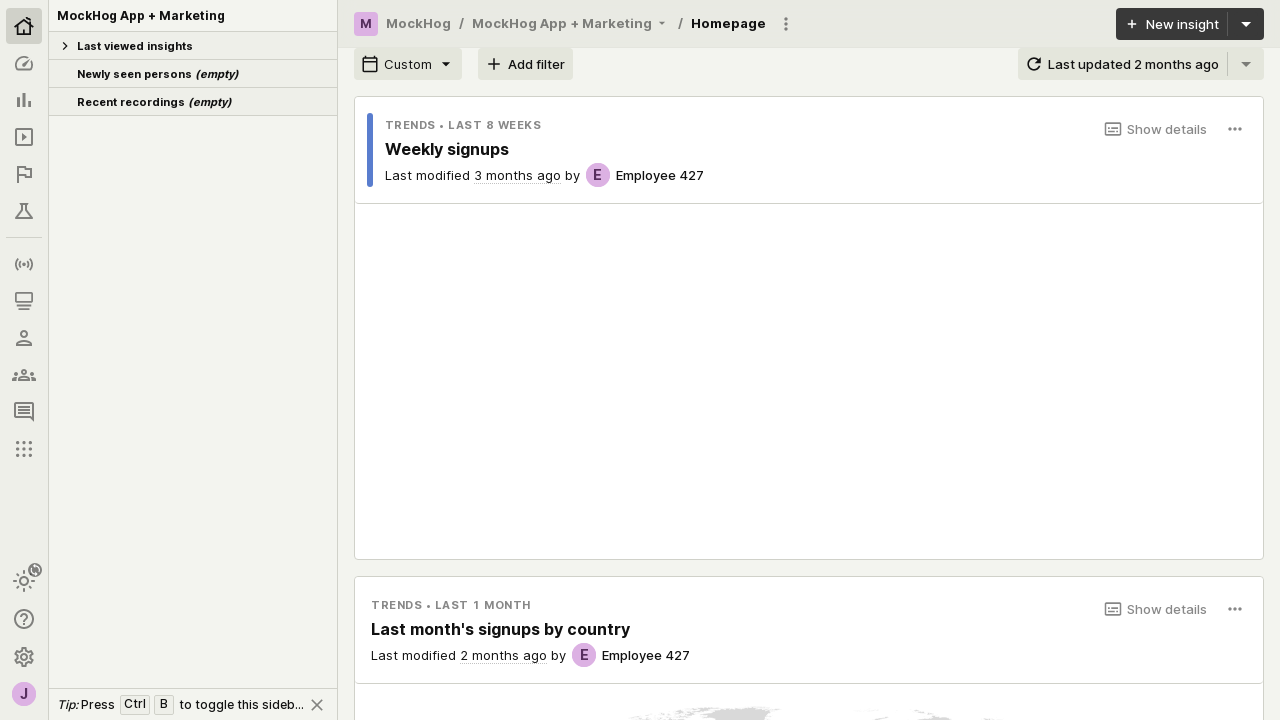 MockHog App + Marketing
Last viewed insights
Newly seen persons (empty)
Recent recordings (empty)
Tip: Press Ctrl B to toggle this sideb...
J
M MockHog / MockHog App + Marketing / Homepage
New insight
Custom
Add filter
Last updated 2 months ago
TRENDS • LAST 8 WEEKS
Show details
Weekly signups
Last modified 3 months ago by E Employee 427
TRENDS • LAST 1 MONTH
Show details
Last month's signups by country
Last modified 2 months ago by E Employee 427